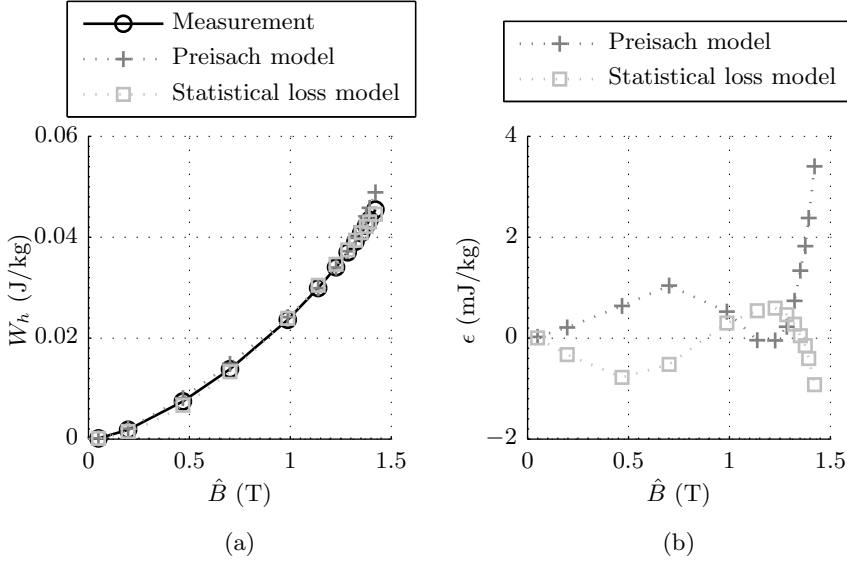 Measurement
Preisach model
Statistical loss model
0.06
0.04
0.02
0
W_h (J/kg)
0
0.5
1
1.5
B̂ (T)
(a)
Preisach model
Statistical loss model
4
2
0
−2
ϵ (mJ/kg)
0
0.5
1
1.5
B̂ (T)
(b)